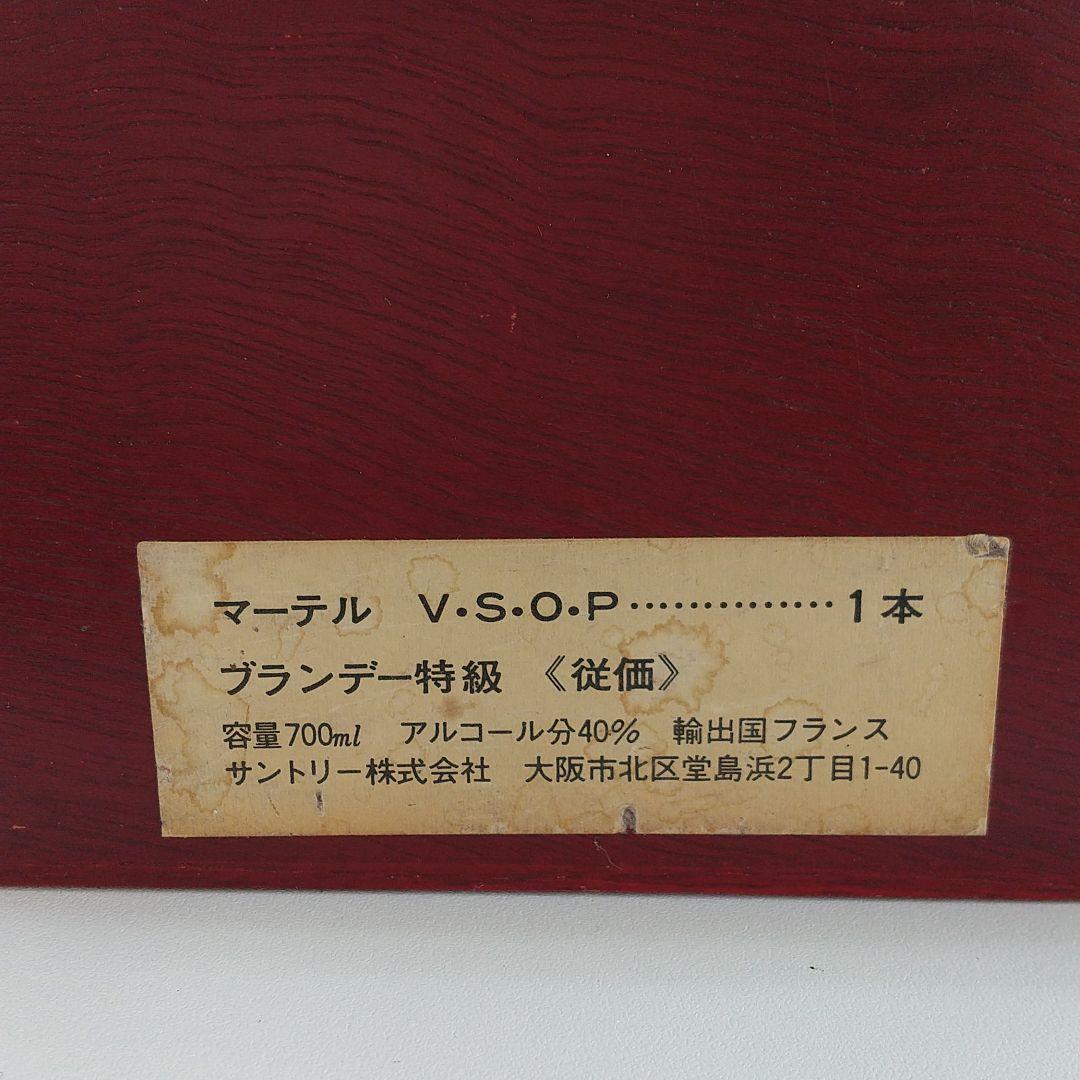 マーテル V・S・O・P ‥‥‥‥‥‥‥ 1本
ブランデー特級 《従価》
容量700ml アルコール分40% 輸出国フランス
サントリー株式会社 大阪市北区堂島浜2丁目1-40